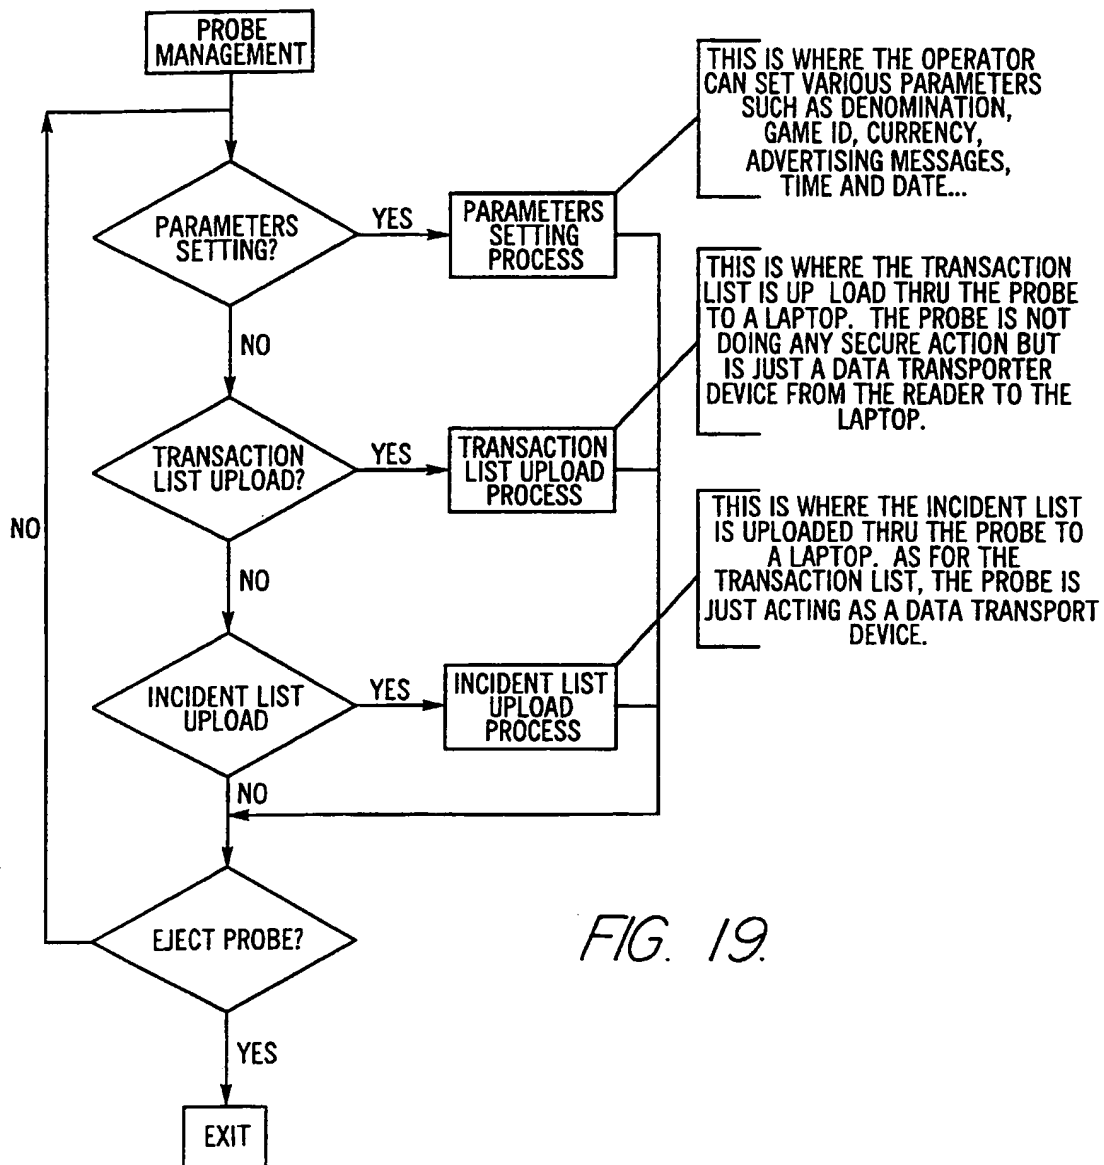 PROBE
MANAGEMENT
THIS IS WHERE THE OPERATOR
CAN SET VARIOUS PARAMETERS
SUCH AS DENOMINATION,
GAME ID, CURRENCY,
ADVERTISING MESSAGES,
TIME AND DATE...
PARAMETERS
SETTING?
YES
PARAMETERS
SETTING
PROCESS
NO
THIS IS WHERE THE TRANSACTION
LIST IS UP LOAD THRU THE PROBE
TO A LAPTOP. THE PROBE IS NOT
DOING ANY SECURE ACTION BUT
IS JUST A DATA TRANSPORTER
DEVICE FROM THE READER TO THE
LAPTOP.
TRANSACTION
LIST UPLOAD?
YES
TRANSACTION
LIST UPLOAD
PROCESS
NO
NO
THIS IS WHERE THE INCIDENT LIST
IS UPLOADED THRU THE PROBE TO
A LAPTOP. AS FOR THE
TRANSACTION LIST, THE PROBE IS
JUST ACTING AS A DATA TRANSPORT
DEVICE.
INCIDENT LIST
UPLOAD
YES
INCIDENT LIST
UPLOAD
PROCESS
NO
EJECT PROBE?
FIG. 19.
YES
EXIT